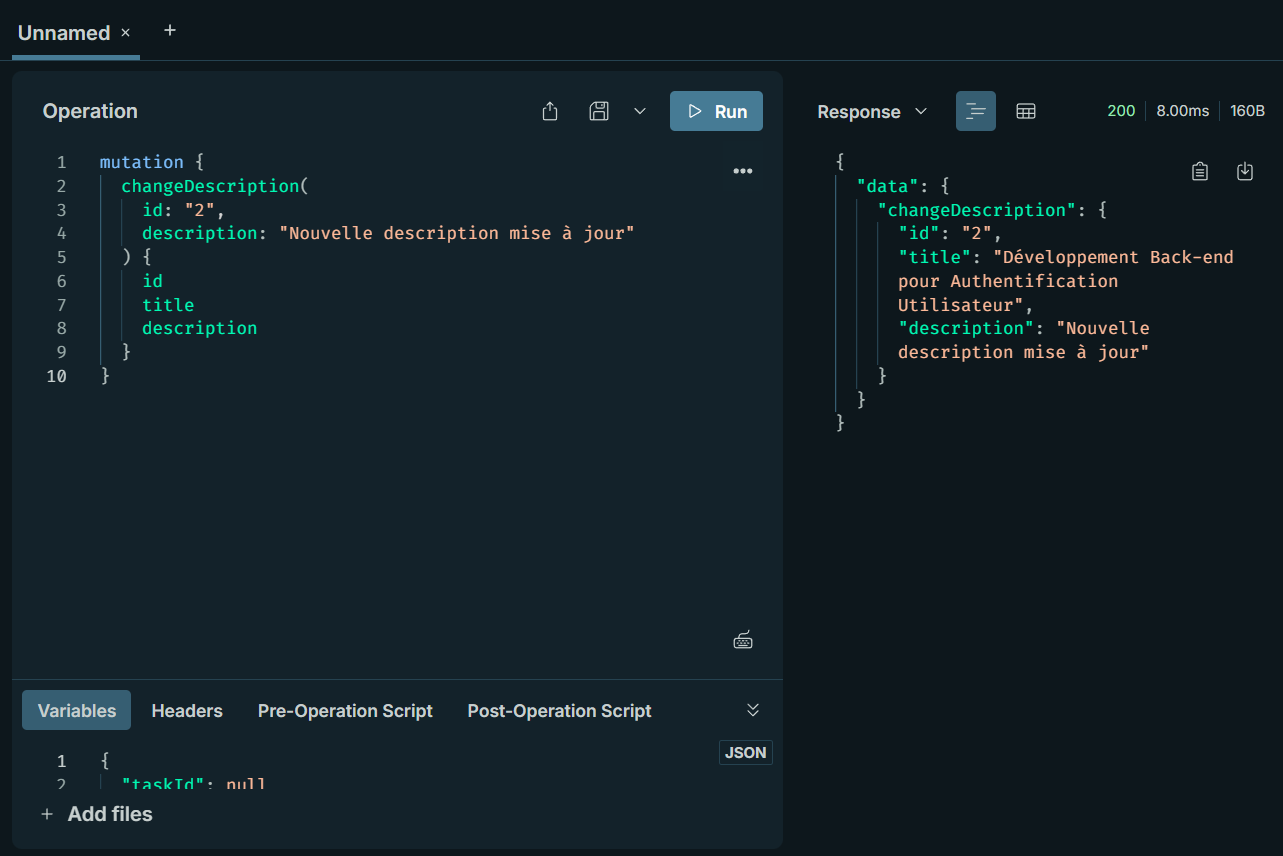 Unnamed × +
Operation
Run
1 mutation {
2 changeDescription(
3 id: "2",
4 description: "Nouvelle description mise à jour"
5 ) {
6 id
7 title
8 description
9 }
10 }
Variables Headers Pre-Operation Script Post-Operation Script
JSON
1 {
2 "taskId": null
+ Add files
Response
200 8.00ms 160B
{
"data": {
"changeDescription": {
"id": "2",
"title": "Développement Back-end
pour Authentification
Utilisateur",
"description": "Nouvelle
description mise à jour"
}
}
}